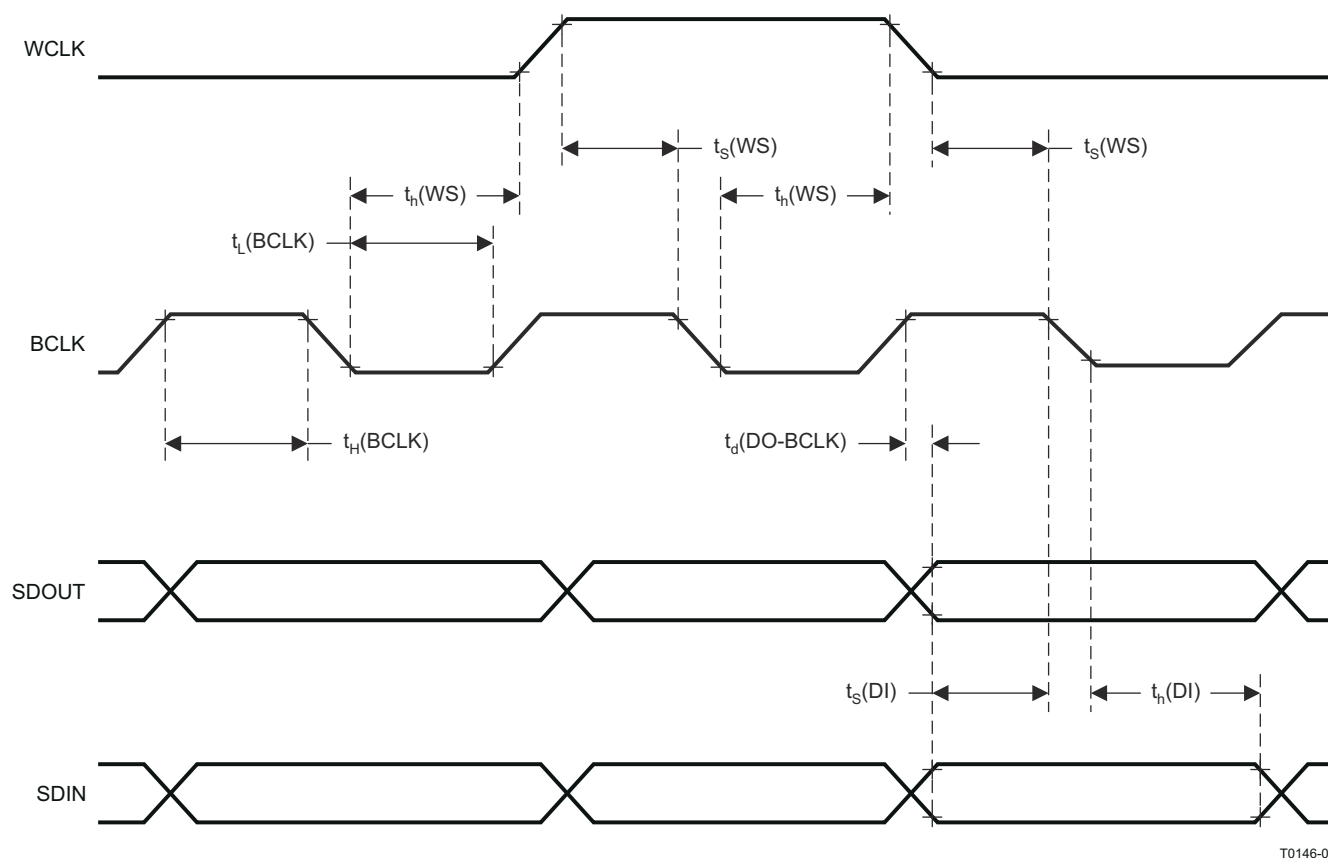 WCLK
tS(WS)
tS(WS)
th(WS)
th(WS)
tL(BCLK)
BCLK
tH(BCLK)
td(DO-BCLK)
SDOUT
tS(DI)
th(DI)
SDIN
T0146-0